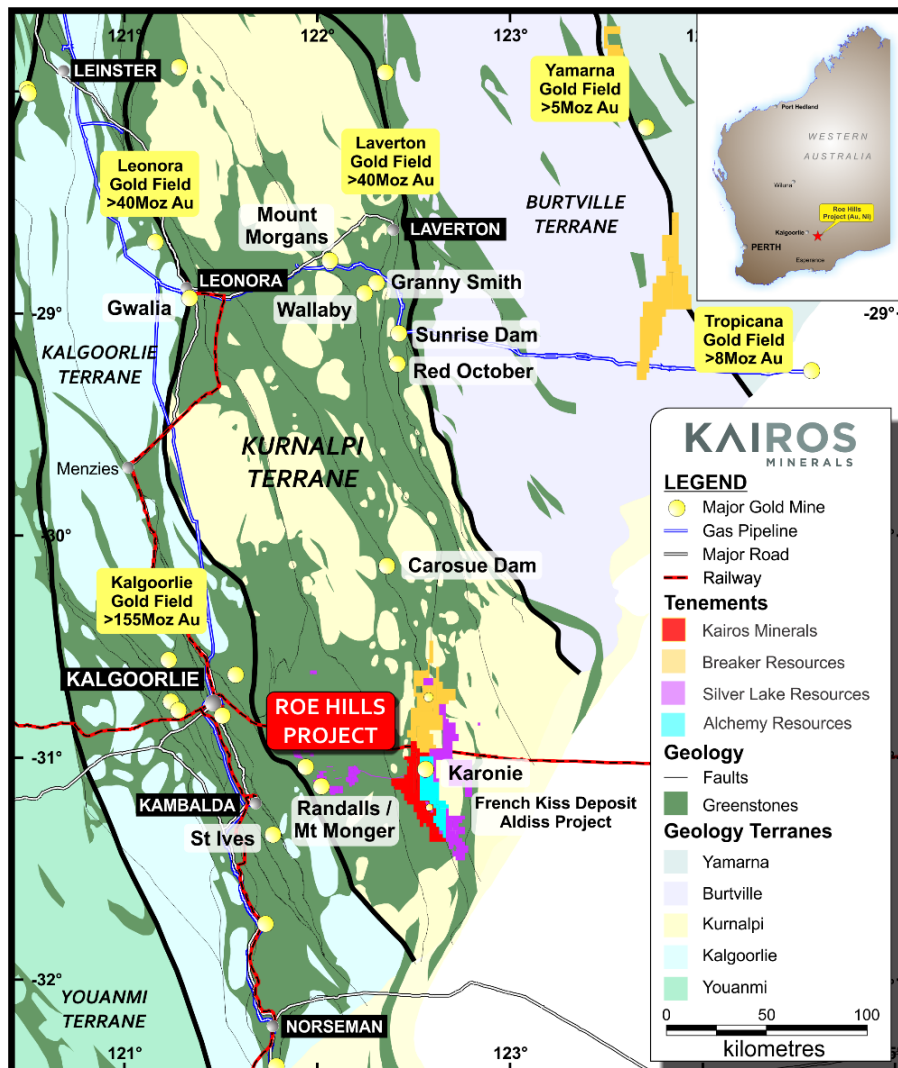 121°
122°
123°
LEINSTER
Yamarna
Gold Field
>5Moz Au
Port Hedland
WESTERN
AUSTRALIA
Wiluna
Roe Hills
Project (Au, Ni)
Kalgoorlie
PERTH
Esperance
Leonora
Gold Field
>40Moz Au
Laverton
Gold Field
>40Moz Au
BURTVILLE
TERRANE
Mount
Morgans
LAVERTON
LEONORA
Granny Smith
Gwalia
Wallaby
-29°
-29°
Sunrise Dam
Tropicana
Gold Field
>8Moz Au
KALGOORLIE
TERRANE
Red October
KURNALPI
TERRANE
Menzies
-30°
Carosue Dam
Kalgoorlie
Gold Field
>155Moz Au
KALGOORLIE
ROE HILLS
PROJECT
-31°
Karonie
KAMBALDA
Randalls /
Mt Monger
French Kiss Deposit
Aldiss Project
St Ives
-32°
YOUANMI
TERRANE
NORSEMAN
121°
122°
123°
KAIROS
MINERALS
LEGEND
Major Gold Mine
Gas Pipeline
Major Road
Railway
Tenements
Kairos Minerals
Breaker Resources
Silver Lake Resources
Alchemy Resources
Geology
Faults
Greenstones
Geology Terranes
Yamarna
Burtville
Kurnalpi
Kalgoorlie
Youanmi
0 50 100
kilometres